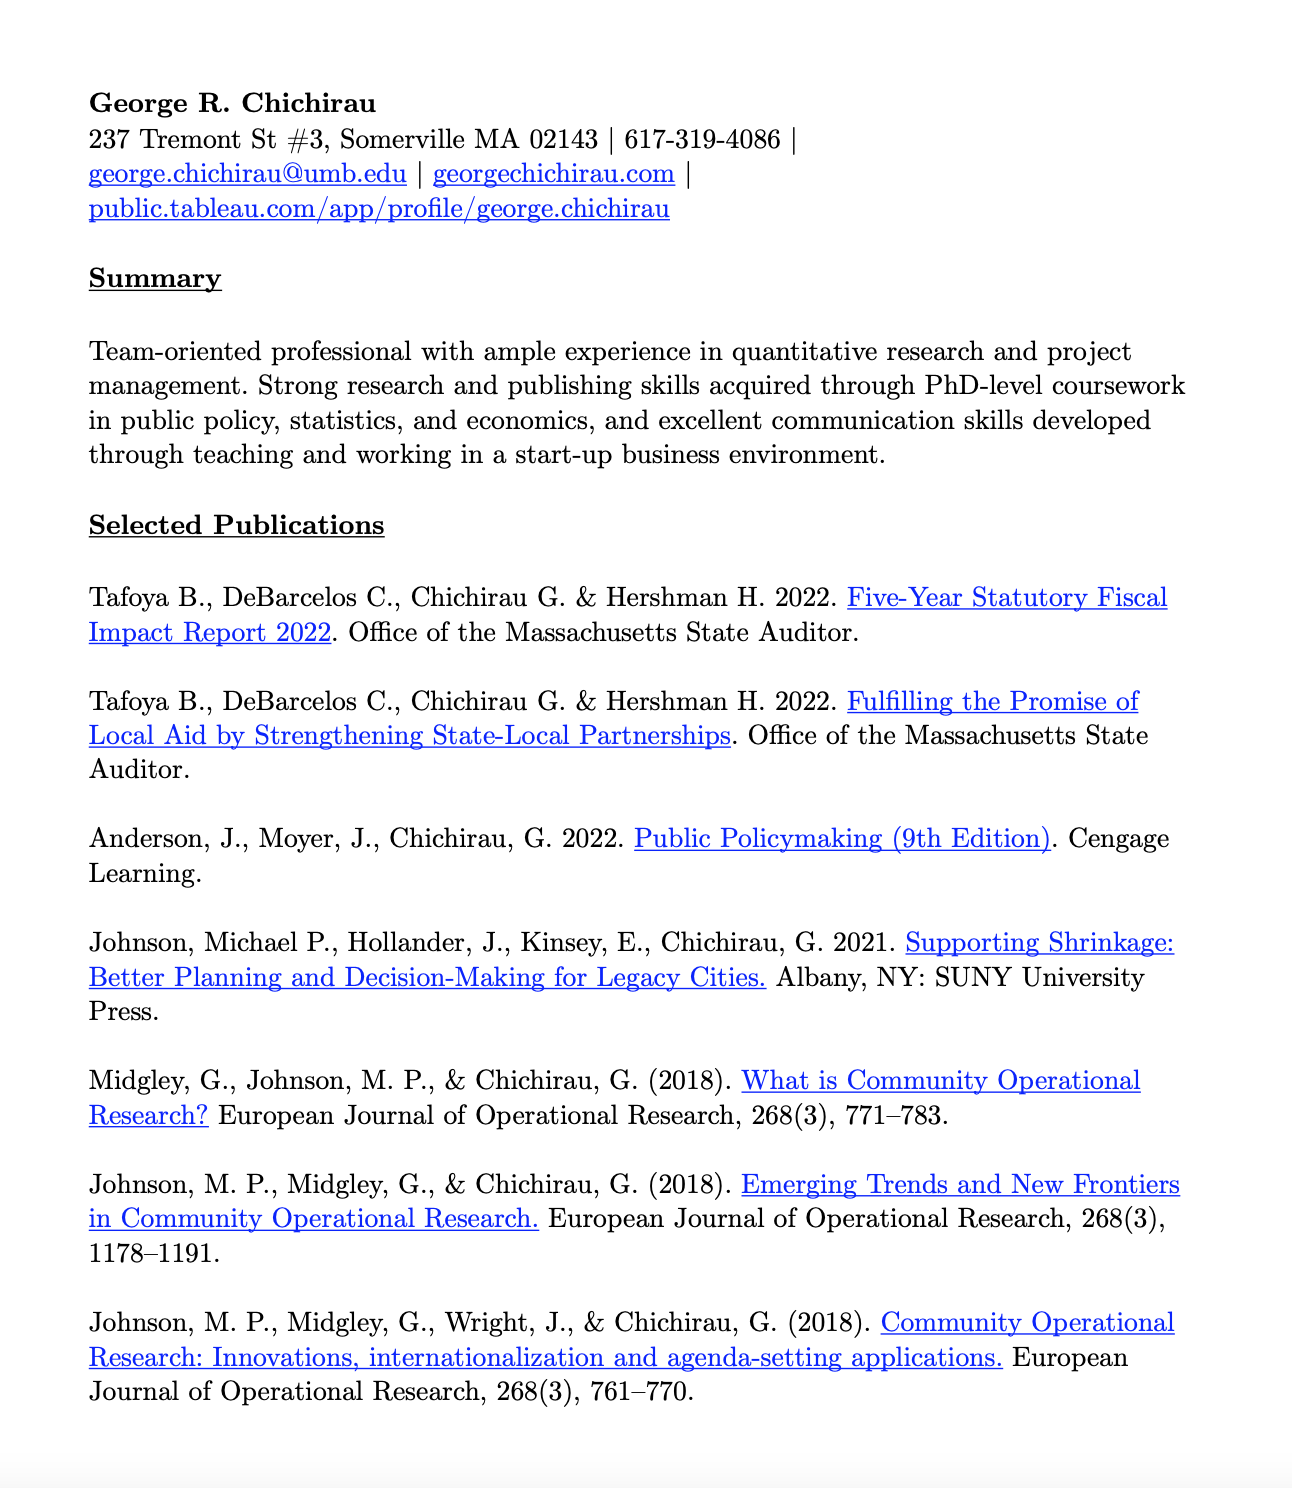 George R. Chichirau
237 Tremont St #3, Somerville MA 02143 | 617-319-4086 |
george.chichirau@umb.edu | georgechichirau.com |
public.tableau.com/app/profile/george.chichirau
Summary
Team-oriented professional with ample experience in quantitative research and project
management. Strong research and publishing skills acquired through PhD-level coursework
in public policy, statistics, and economics, and excellent communication skills developed
through teaching and working in a start-up business environment.
Selected Publications
Tafoya B., DeBarcelos C., Chichirau G. & Hershman H. 2022. Five-Year Statutory Fiscal
Impact Report 2022. Office of the Massachusetts State Auditor.
Tafoya B., DeBarcelos C., Chichirau G. & Hershman H. 2022. Fulfilling the Promise of
Local Aid by Strengthening State-Local Partnerships. Office of the Massachusetts State
Auditor.
Anderson, J., Moyer, J., Chichirau, G. 2022. Public Policymaking (9th Edition). Cengage
Learning.
Johnson, Michael P., Hollander, J., Kinsey, E., Chichirau, G. 2021. Supporting Shrinkage:
Better Planning and Decision-Making for Legacy Cities. Albany, NY: SUNY University
Press.
Midgley, G., Johnson, M. P., & Chichirau, G. (2018). What is Community Operational
Research? European Journal of Operational Research, 268(3), 771–783.
Johnson, M. P., Midgley, G., & Chichirau, G. (2018). Emerging Trends and New Frontiers
in Community Operational Research. European Journal of Operational Research, 268(3),
1178–1191.
Johnson, M. P., Midgley, G., Wright, J., & Chichirau, G. (2018). Community Operational
Research: Innovations, internationalization and agenda-setting applications. European
Journal of Operational Research, 268(3), 761–770.